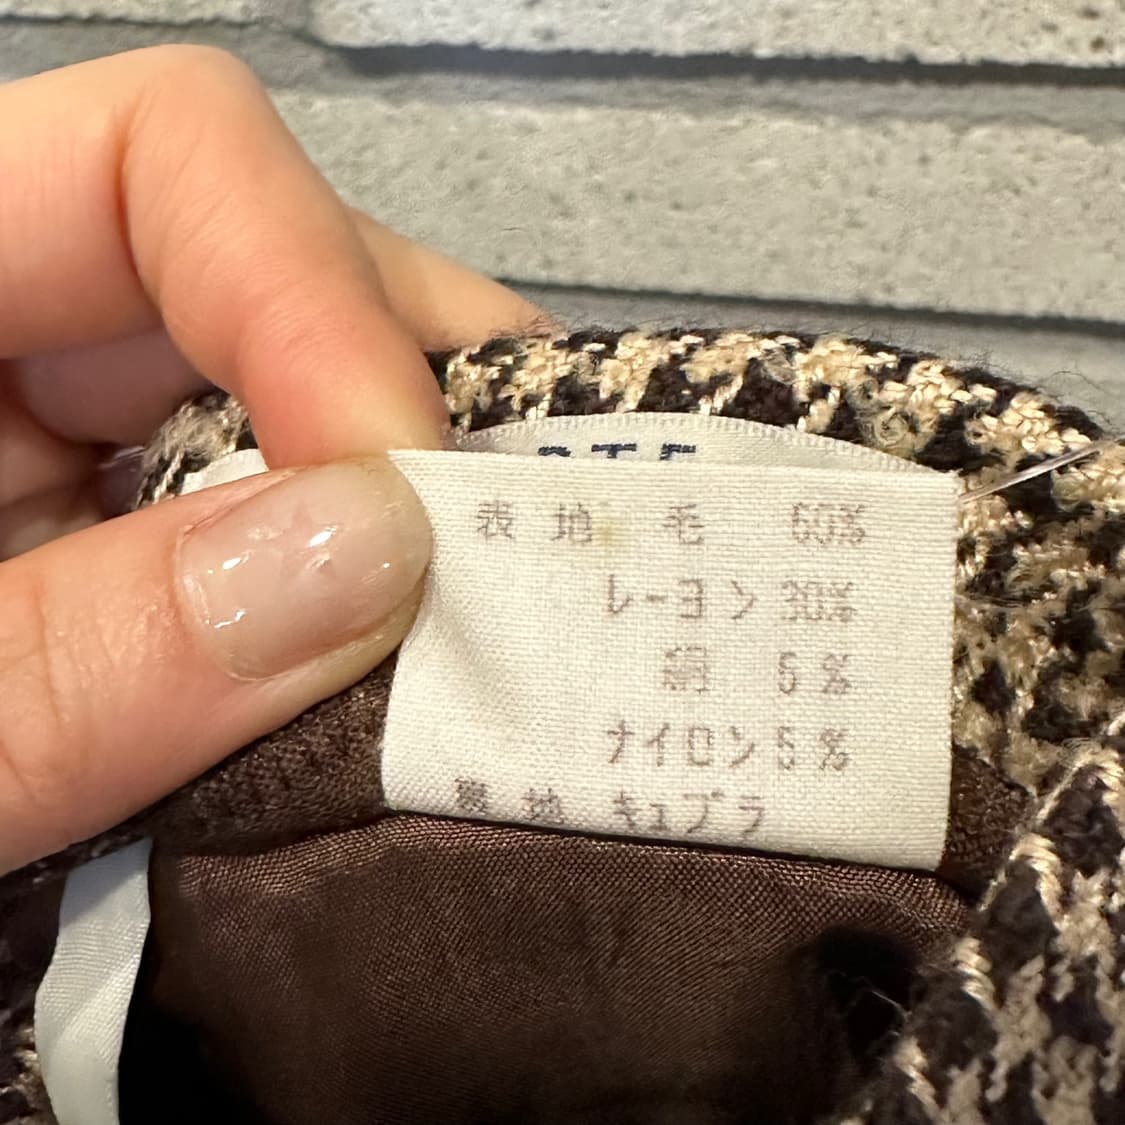 表地 毛 60%
レーヨン 30%
絹 5%
ナイロン 5%
裏地 キュプラ